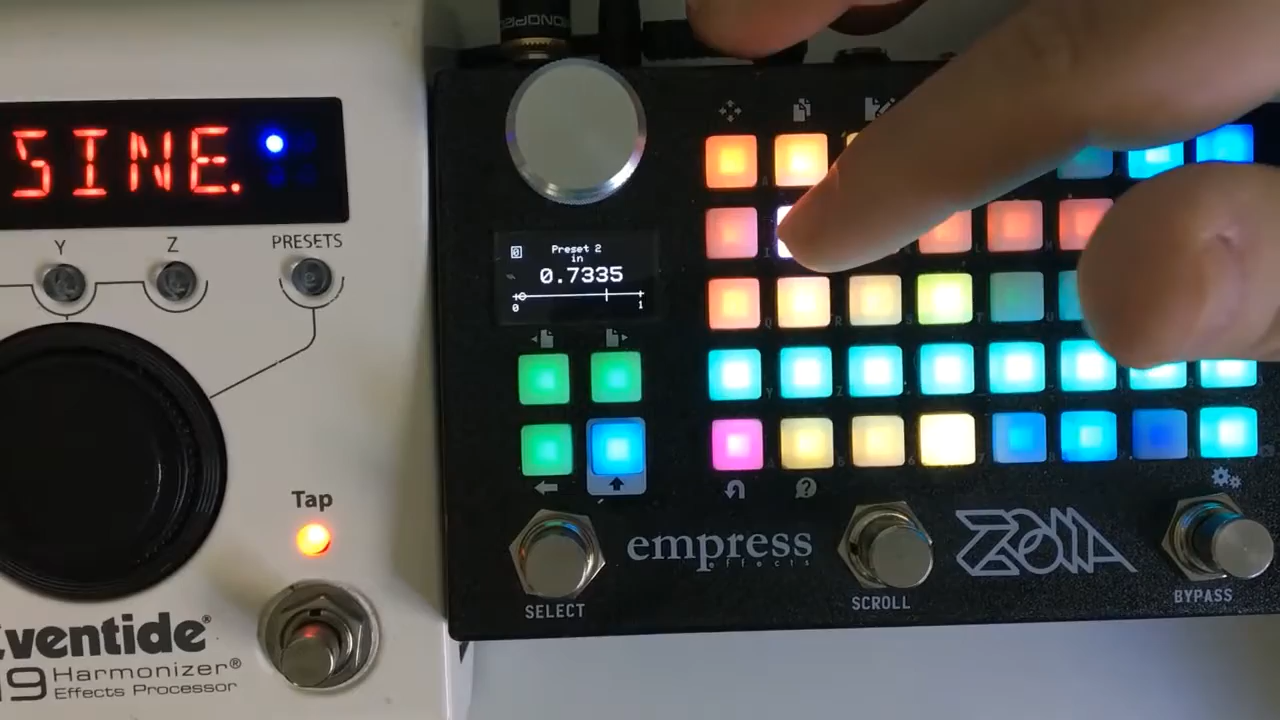 SINE.
Y
Z
PRESETS
Tap
Eventide®
H9 Harmonizer®
Effects Processor
Preset 2
in
0.7335
0
1
empress
effects
ZOIA
SELECT
SCROLL
BYPASS